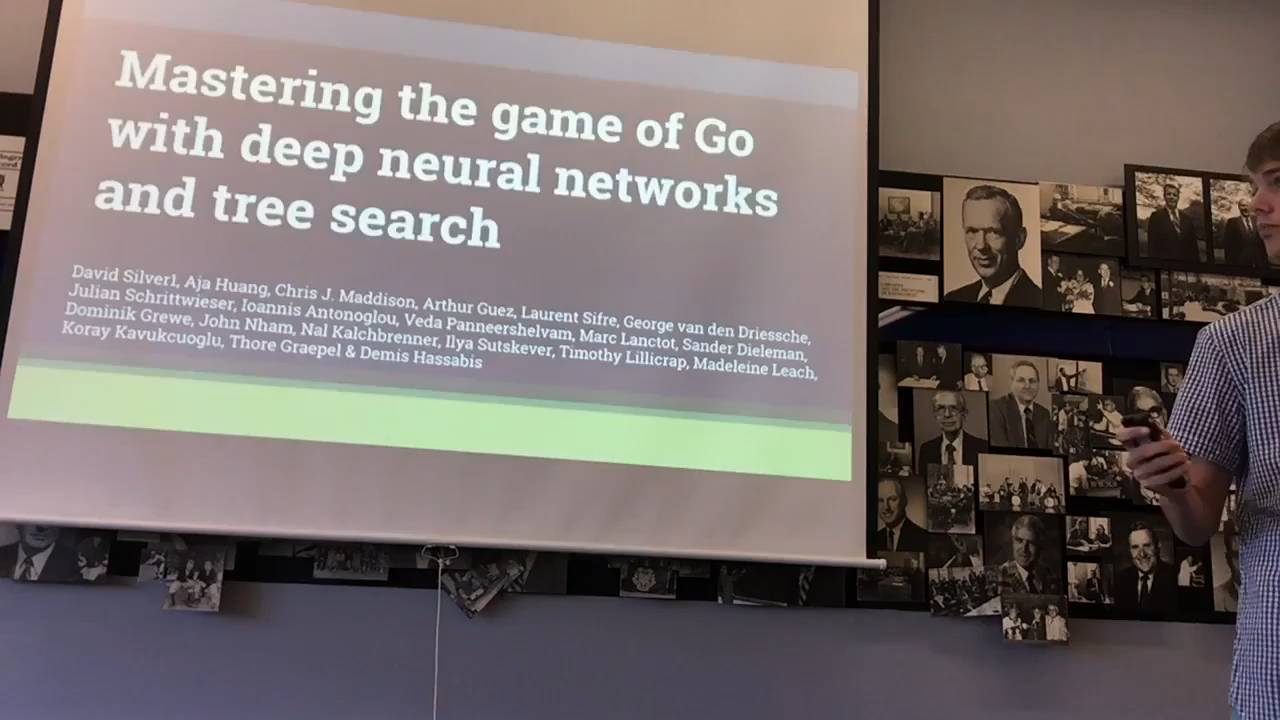 Mastering the game of Go
with deep neural networks
and tree search
David Silver1, Aja Huang, Chris J. Maddison, Arthur Guez, Laurent Sifre, George van den Driessche,
Julian Schrittwieser, Ioannis Antonoglou, Veda Panneershelvam, Marc Lanctot, Sander Dieleman,
Dominik Grewe, John Nham, Nal Kalchbrenner, Ilya Sutskever, Timothy Lillicrap, Madeleine Leach,
Koray Kavukcuoglu, Thore Graepel & Demis Hassabis